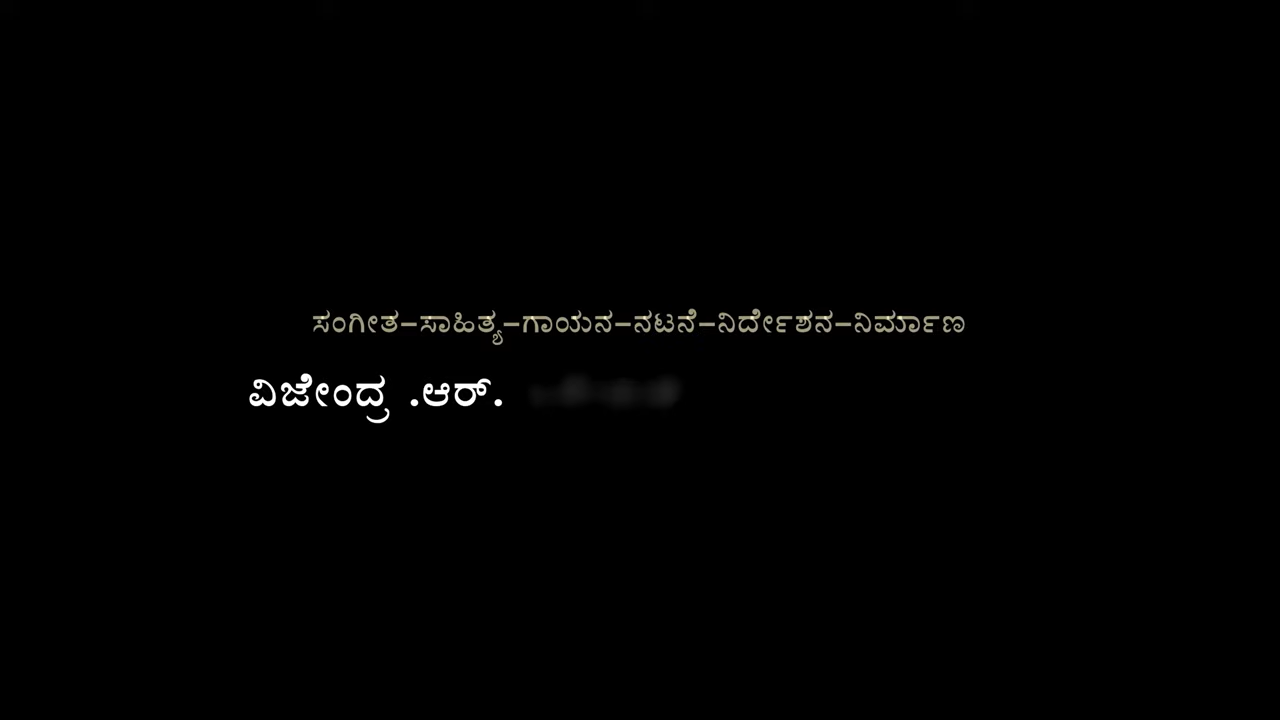 ಸಂಗೀತ-ಸಾಹಿತ್ಯ-ಗಾಯನ-ನಟನೆ-ನಿರ್ದೇಶನ-ನಿರ್ಮಾಣ
ವಿಜೇಂದ್ರ .ಆರ್.